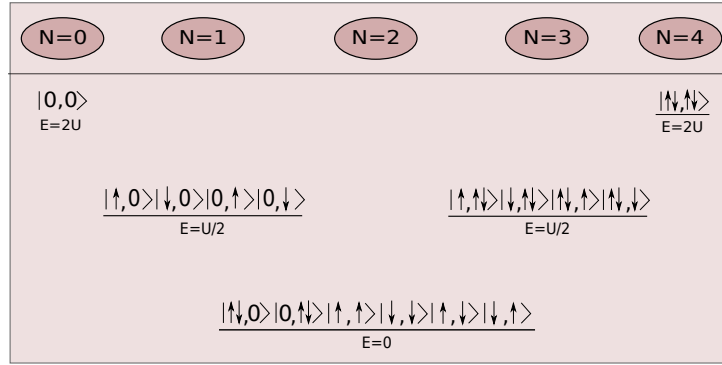 N=0 N=1 N=2 N=3 N=4
|0,0> |↑↓,↑↓>
E=2U E=2U
|↑,0>|↓,0>|0,↑>|0,↓> |↑,↑↓>|↓,↑↓>|↑↓,↑>|↑↓,↓>
E=U/2 E=U/2
|↑↓,0>|0,↑↓>|↑,↑>|↓,↓>|↑,↓>|↓,↑>
E=0